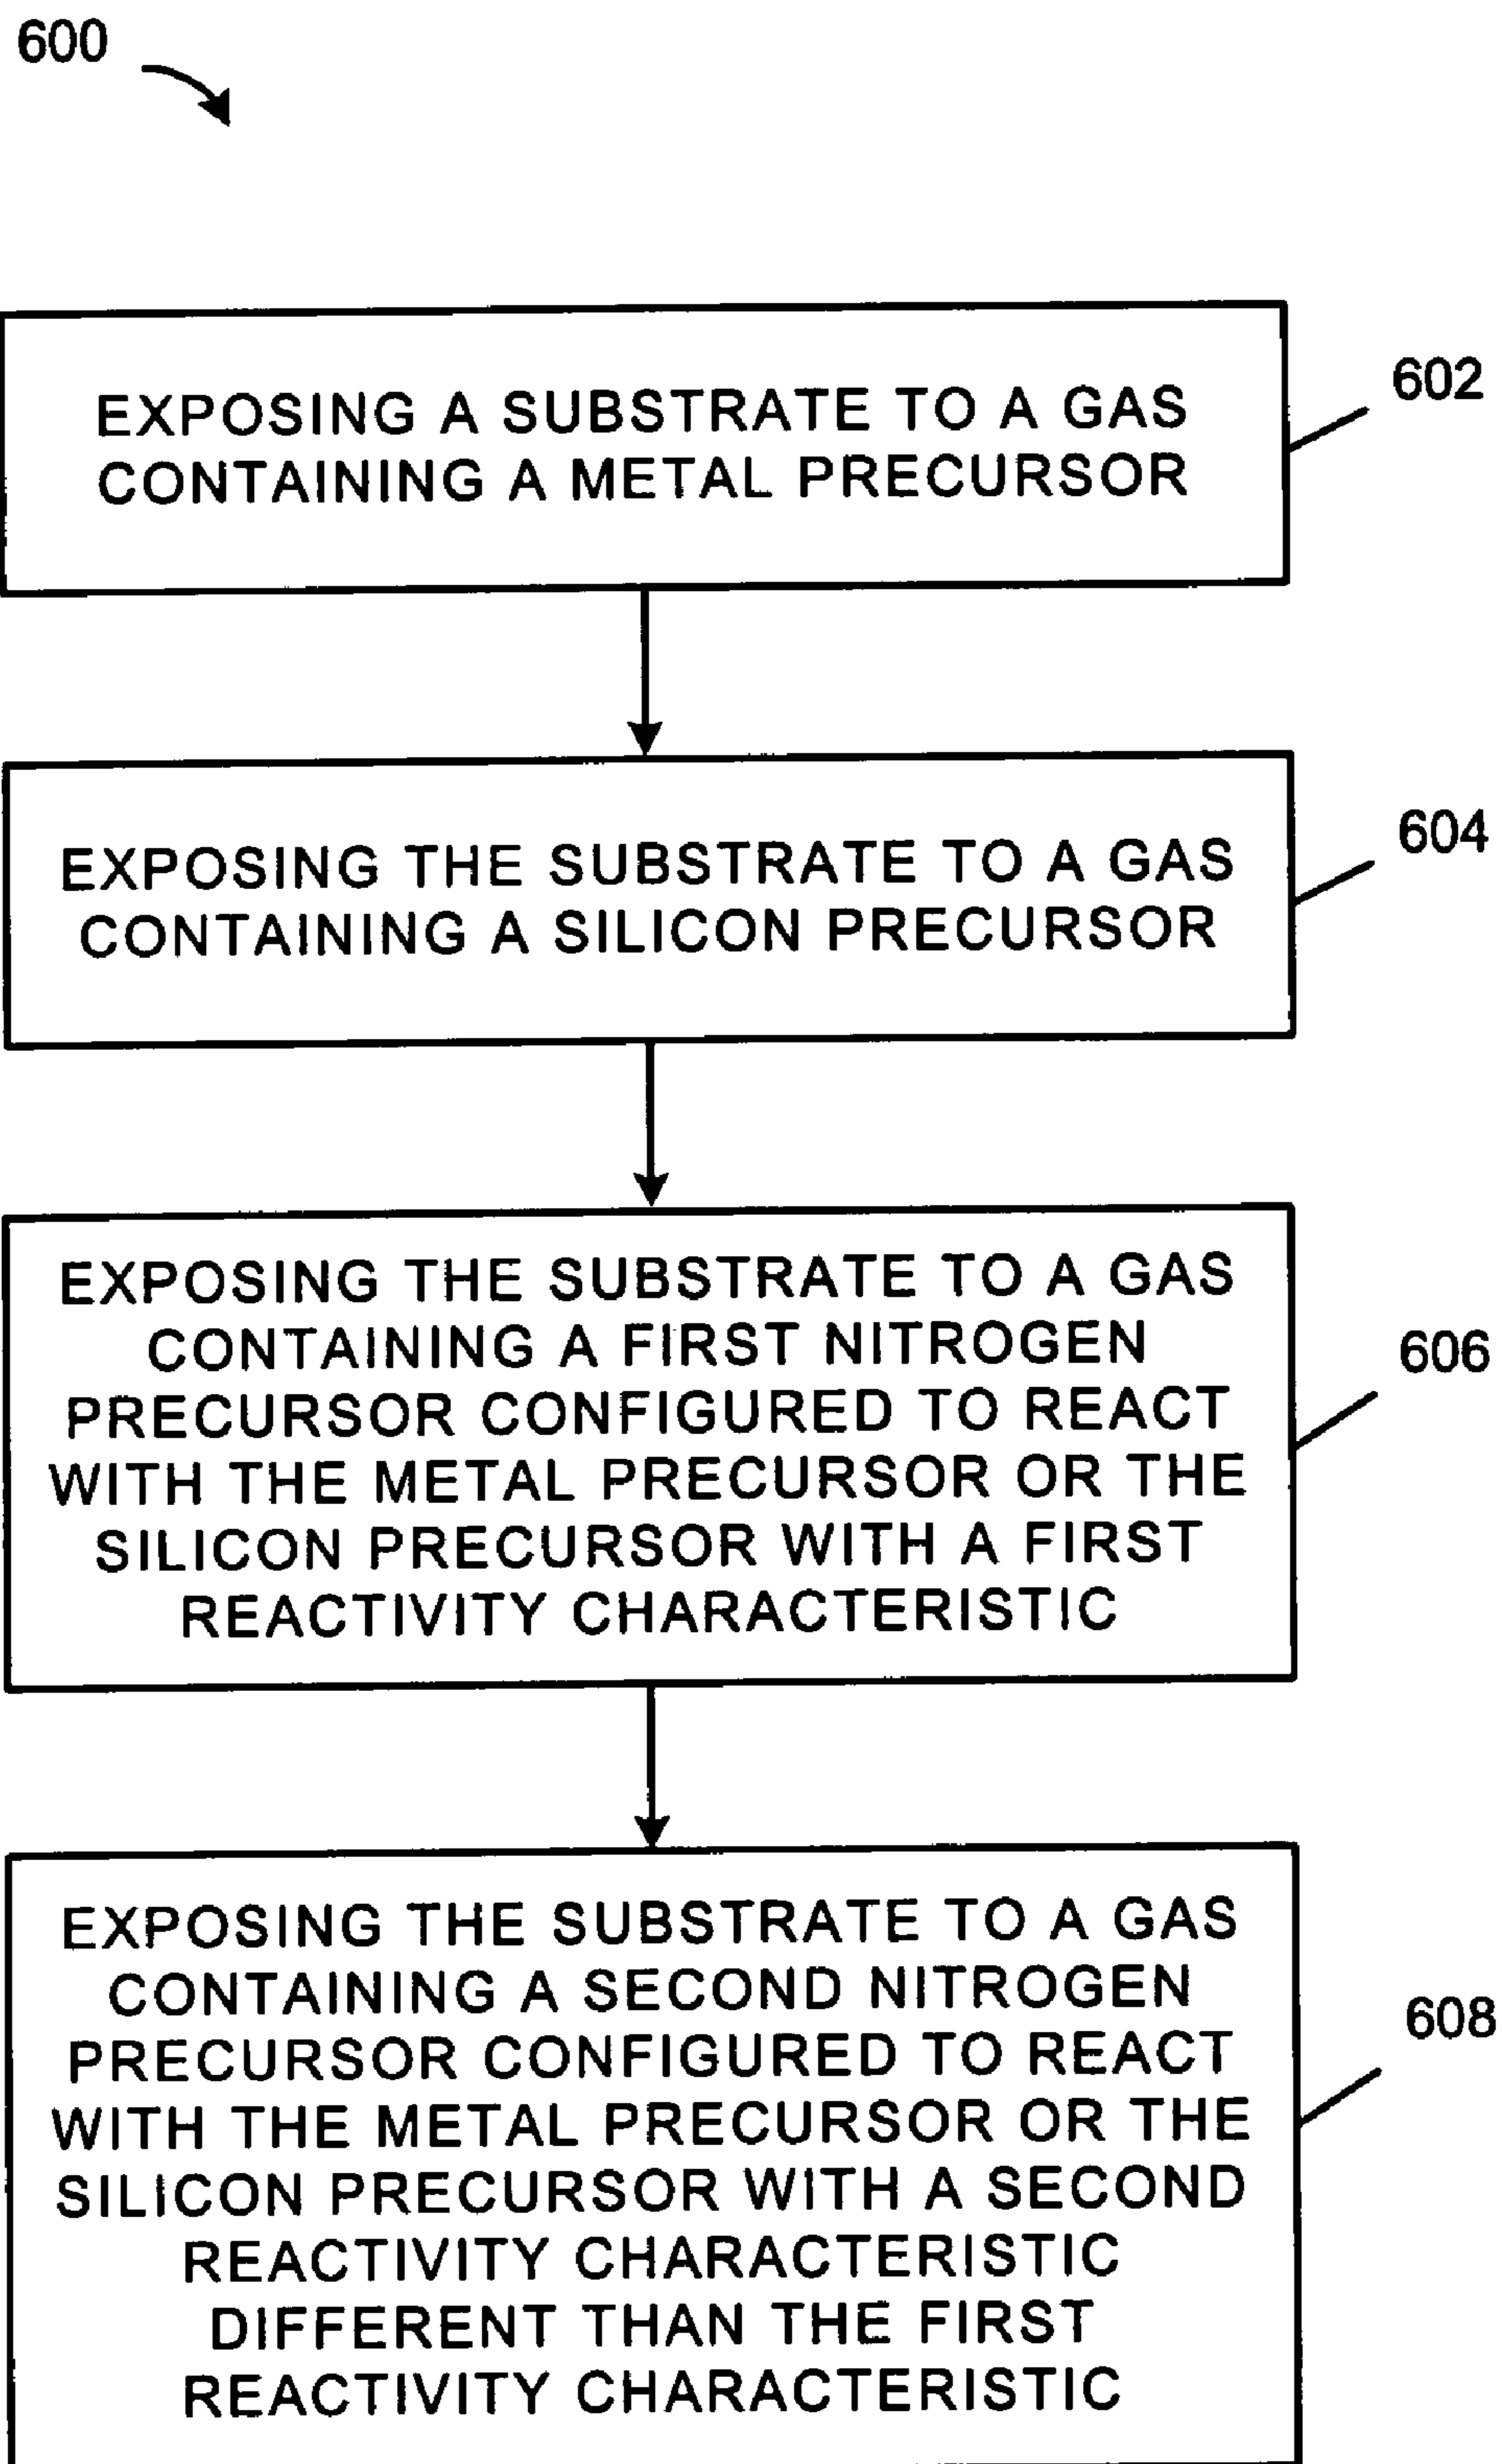 600
EXPOSING A SUBSTRATE TO A GAS
CONTAINING A METAL PRECURSOR
602
EXPOSING THE SUBSTRATE TO A GAS
CONTAINING A SILICON PRECURSOR
604
EXPOSING THE SUBSTRATE TO A GAS
CONTAINING A FIRST NITROGEN
PRECURSOR CONFIGURED TO REACT
WITH THE METAL PRECURSOR OR THE
SILICON PRECURSOR WITH A FIRST
REACTIVITY CHARACTERISTIC
606
EXPOSING THE SUBSTRATE TO A GAS
CONTAINING A SECOND NITROGEN
PRECURSOR CONFIGURED TO REACT
WITH THE METAL PRECURSOR OR THE
SILICON PRECURSOR WITH A SECOND
REACTIVITY CHARACTERISTIC
DIFFERENT THAN THE FIRST
REACTIVITY CHARACTERISTIC
608